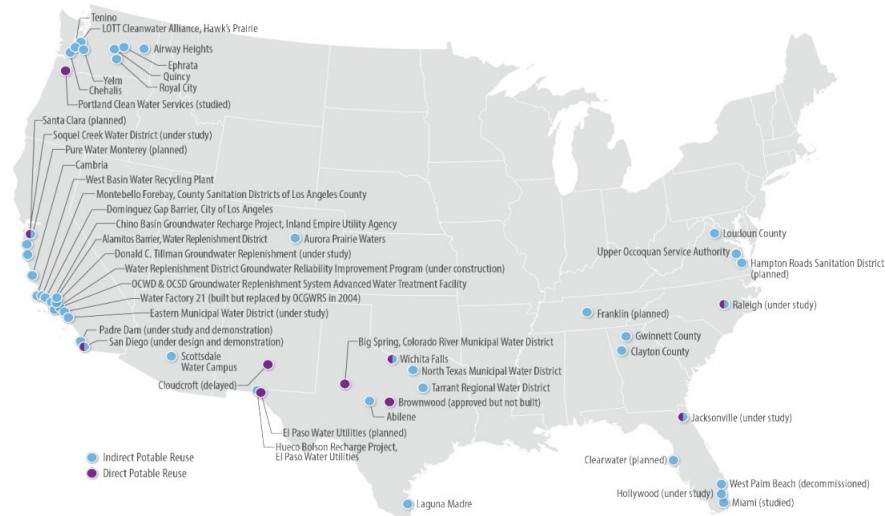 Tenino
LOTT Cleanwater Alliance, Hawk's Prairie
Airway Heights
Ephrata
Quincy
Royal City
Yelm
Chehalis
Portland Clean Water Services (studied)
Santa Clara (planned)
Soquel Creek Water District (under study)
Pure Water Monterey (planned)
Cambria
West Basin Water Recycling Plant
Montebello Forebay, County Sanitation Districts of Los Angeles County
Dominguez Gap Barrier, City of Los Angeles
Chino Basin Groundwater Recharge Project, Inland Empire Utility Agency
Alamitos Barrier, Water Replenishment District
Donald C. Tillman Groundwater Replenishment (under study)
Water Replenishment District Groundwater Reliability Improvement Program (under construction)
OCWD & OCSD Groundwater Replenishment System Advanced Water Treatment Facility
Water Factory 21 (built but replaced by OCGWRS in 2004)
Eastern Municipal Water District (under study)
Padre Dam (under study and demonstration)
San Diego (under design and demonstration)
Scottsdale
Water Campus
Cloudcroft (delayed)
Aurora Prairie Waters
Big Spring, Colorado River Municipal Water District
Wichita Falls
North Texas Municipal Water District
Tarrant Regional Water District
Brownwood (approved but not built)
Abilene
El Paso Water Utilities (planned)
Hueco Bolson Recharge Project,
El Paso Water Utilities
Laguna Madre
Loudoun County
Upper Occoquan Service Authority
Hampton Roads Sanitation District
(planned)
Raleigh (under study)
Franklin (planned)
Gwinnett County
Clayton County
Jacksonville (under study)
Clearwater (planned)
West Palm Beach (decommissioned)
Hollywood (under study)
Miami (studied)
Indirect Potable Reuse
Direct Potable Reuse